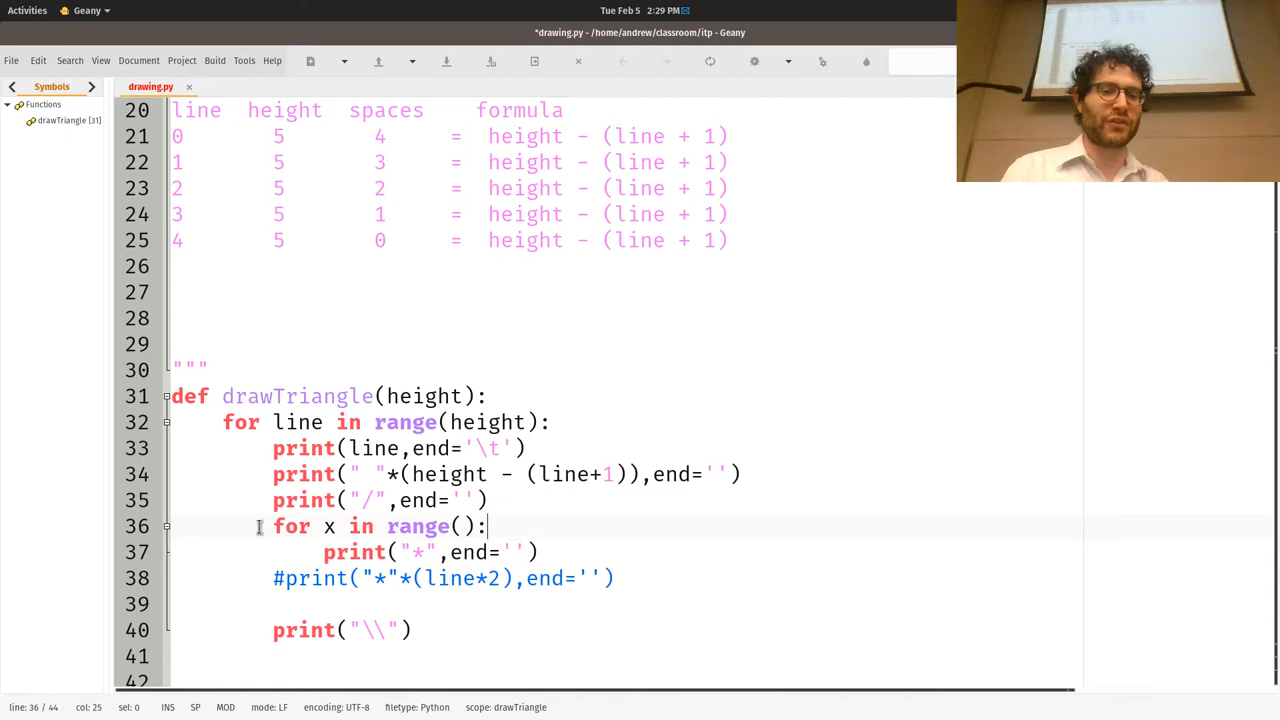 Activities Geany Tue Feb 5 2:29 PM
*drawing.py - /home/andrew/classroom/itp - Geany
File Edit Search View Document Project Build Tools Help
Symbols drawing.py
Functions
drawTriangle [31]
20 line height spaces formula
21 0 5 4 = height - (line + 1)
22 1 5 3 = height - (line + 1)
23 2 5 2 = height - (line + 1)
24 3 5 1 = height - (line + 1)
25 4 5 0 = height - (line + 1)
26
27
28
29
30 """
31 def drawTriangle(height):
32 for line in range(height):
33 print(line,end='\t')
34 print(" "*(height - (line+1)),end='')
35 print("/",end='')
36 for x in range():
37 print("*",end='')
38 #print("*"*(line*2),end='')
39
40 print("\\")
41
42
line: 36 / 44 col: 25 sel: 0 INS SP MOD mode: LF encoding: UTF-8 filetype: Python scope: drawTriangle